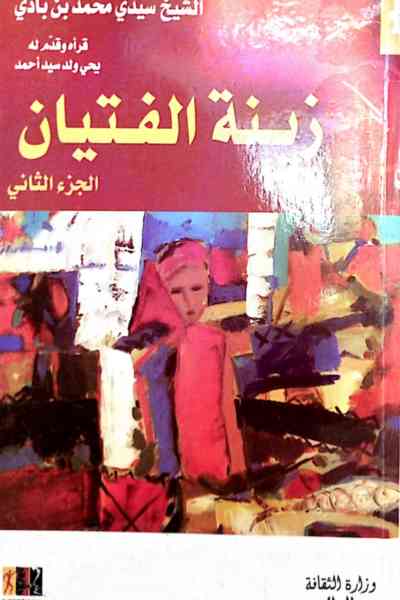 الشيخ سيدي محمد بن بادي
قرأه وقدم له
يحي ولد سيد أحمد
زينة الفتيان
الجزء الثاني
وزارة الثقافة